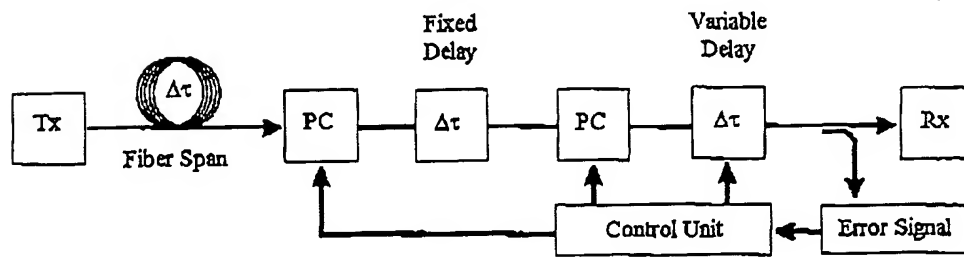 Fixed
Delay
Variable
Delay
Δτ
Tx
PC
Δτ
PC
Δτ
Rx
Fiber Span
Control Unit
Error Signal